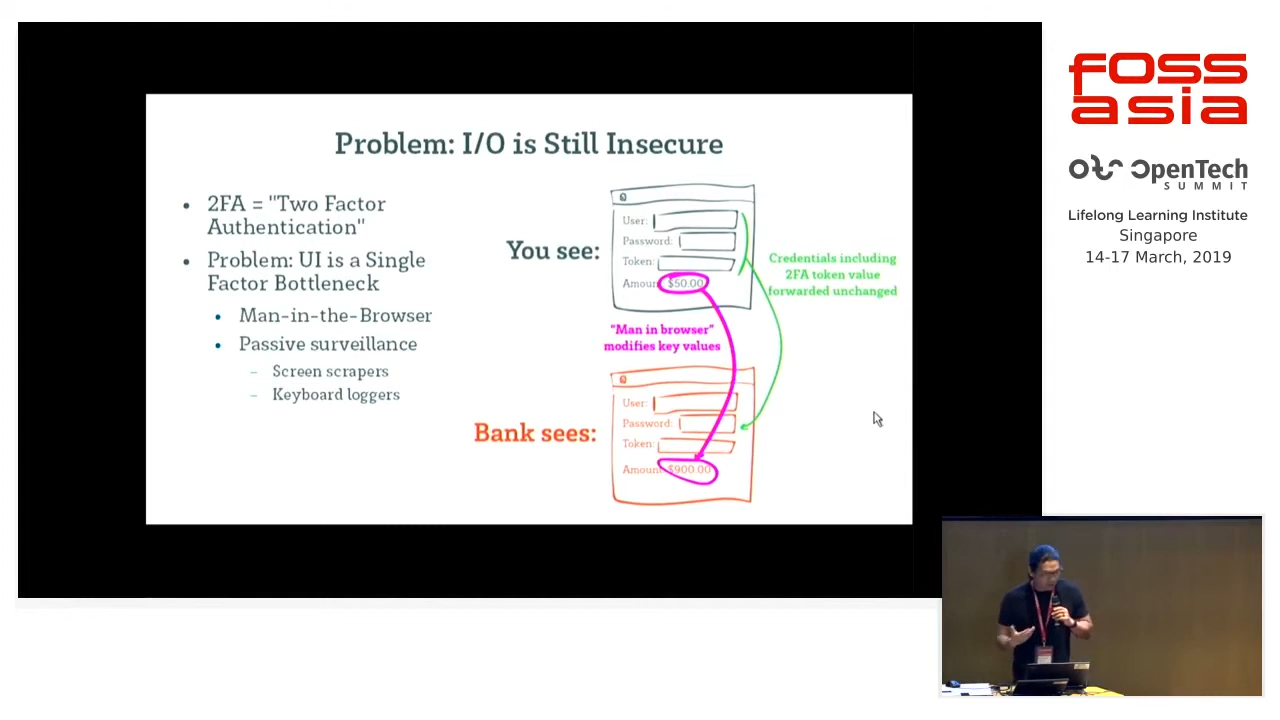 Problem: I/O is Still Insecure
• 2FA = "Two Factor
Authentication"
• Problem: UI is a Single
Factor Bottleneck
• Man-in-the-Browser
• Passive surveillance
– Screen scrapers
– Keyboard loggers
You see:
User:
Password:
Token:
Amoun $50.00
Credentials including
2FA token value
forwarded unchanged
"Man in browser"
modifies key values
Bank sees:
User:
Password:
Token:
Amoun $900.00
FOSS
asia
OpenTech
SUMMIT
Lifelong Learning Institute
Singapore
14-17 March, 2019